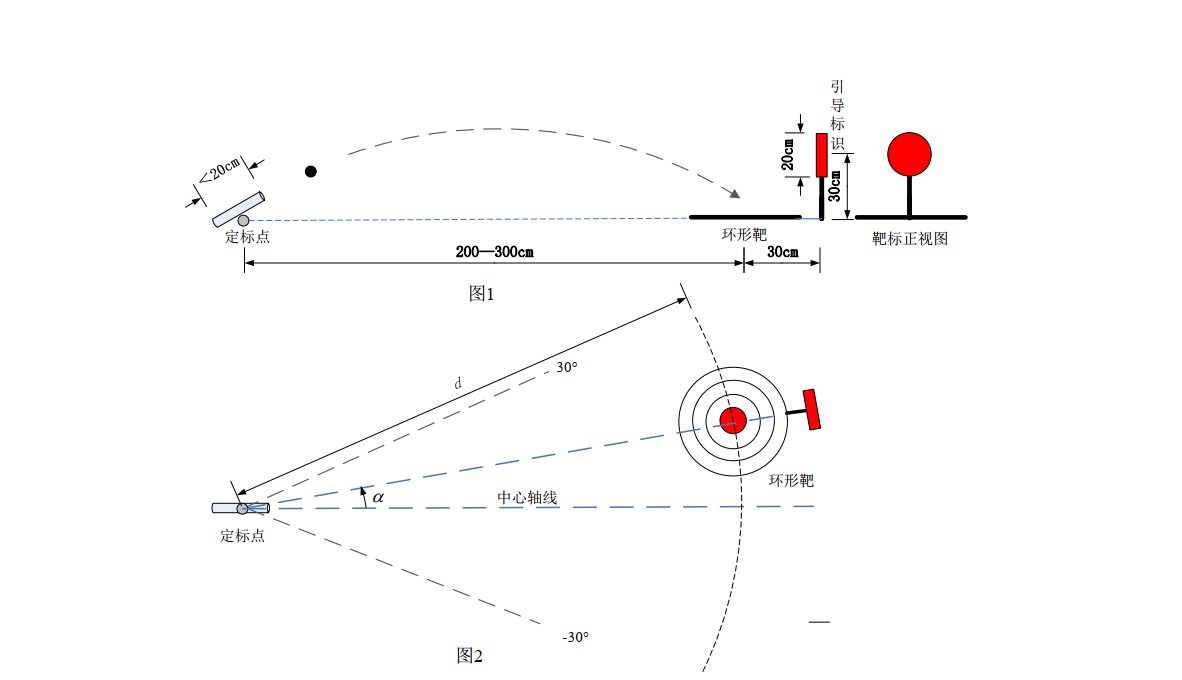 引导标识
<20cm
20cm
30cm
定标点
环形靶
靶标正视图
200—300cm
30cm
图1
d
30°
α
中心轴线
环形靶
定标点
-30°
图2